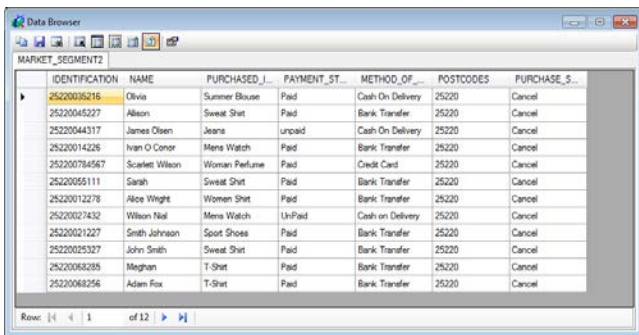 Data Browser
MARKET_SEGMENT2
IDENTIFICATION NAME PURCHASED_I... PAYMENT_ST... METHOD_OF_... POSTCODES PURCHASE_S...
25220035216 Olivia Summer Blouse Paid Cash On Delivery 25220 Cancel
25220045227 Alison Sweat Shirt Paid Bank Transfer 25220 Cancel
25220044317 James Olsen Jeans unpaid Cash On Delivery 25220 Cancel
25220014226 Ivan O Conor Mens Watch Paid Bank Transfer 25220 Cancel
252200784567 Scarlett Wilson Woman Perfume Paid Credit Card 25220 Cancel
25220055111 Sarah Sweat Shirt Paid Bank Transfer 25220 Cancel
25220012278 Alice Wright Women Shirt Paid Bank Transfer 25220 Cancel
25220027432 Wilson Nial Mens Watch UnPaid Cash on Delivery 25220 Cancel
25220021227 Smith Johnson Sport Shoes Paid Bank Transfer 25220 Cancel
25220025327 John Smith Sweat Shirt Paid Bank Transfer 25220 Cancel
25220068285 Meghan T-Shirt Paid Bank Transfer 25220 Cancel
25220068256 Adam Fox T-Shirt Paid Bank Transfer 25220 Cancel
Row: 1 of 12